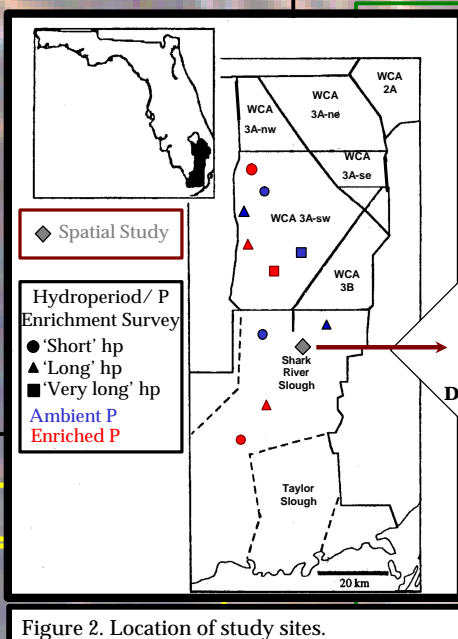 WCA
2A
WCA
3A-ne
WCA
3A-nw
WCA
3A-se
WCA 3A-sw
WCA
3B
Spatial Study
Hydroperiod/ P
Enrichment Survey
'Short' hp
'Long' hp
'Very long' hp
Ambient P
Enriched P
Shark
River
Slough
D
Taylor
Slough
20 km
Figure 2. Location of study sites.